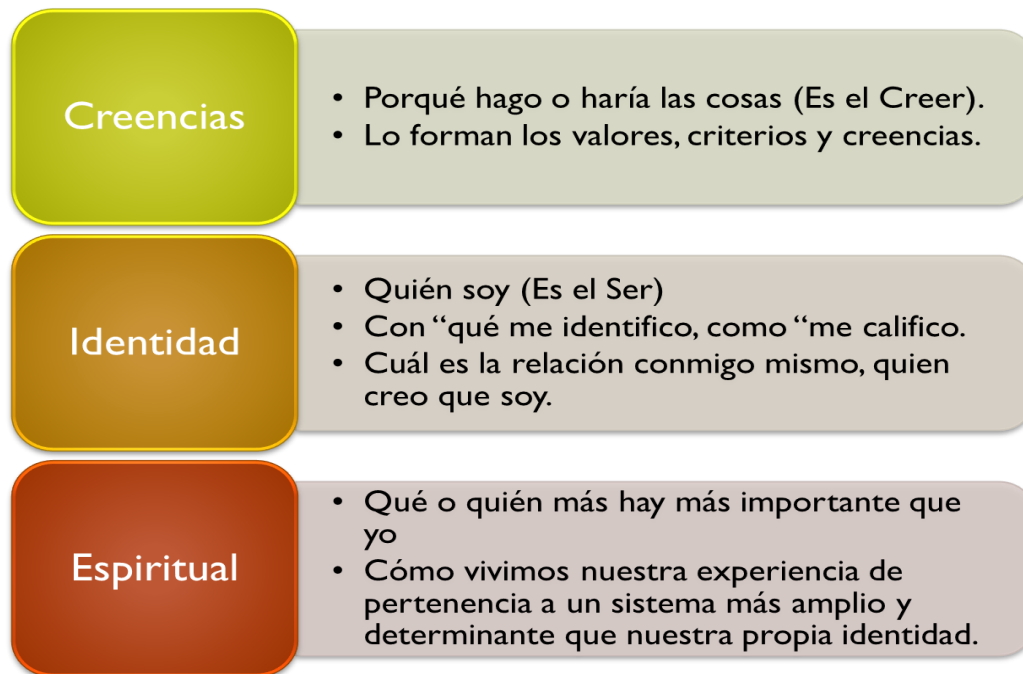 Creencias
• Porqué hago o haría las cosas (Es el Creer).
• Lo forman los valores, criterios y creencias.
Identidad
• Quién soy (Es el Ser)
• Con “qué me identifico, como “me califico.
• Cuál es la relación conmigo mismo, quien
creo que soy.
Espiritual
• Qué o quién más hay más importante que
yo
• Cómo vivimos nuestra experiencia de
pertenencia a un sistema más amplio y
determinante que nuestra propia identidad.